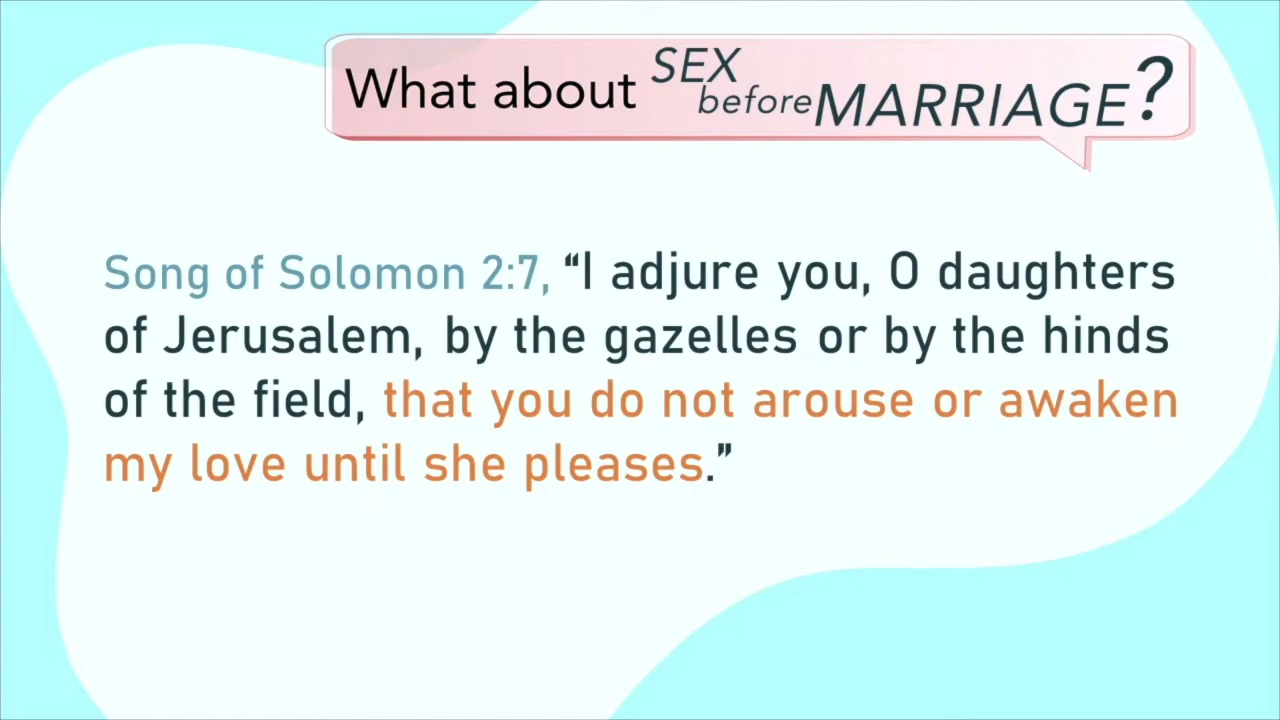 What about SEX before MARRIAGE?
Song of Solomon 2:7, “I adjure you, O daughters
of Jerusalem, by the gazelles or by the hinds
of the field, that you do not arouse or awaken
my love until she pleases.”